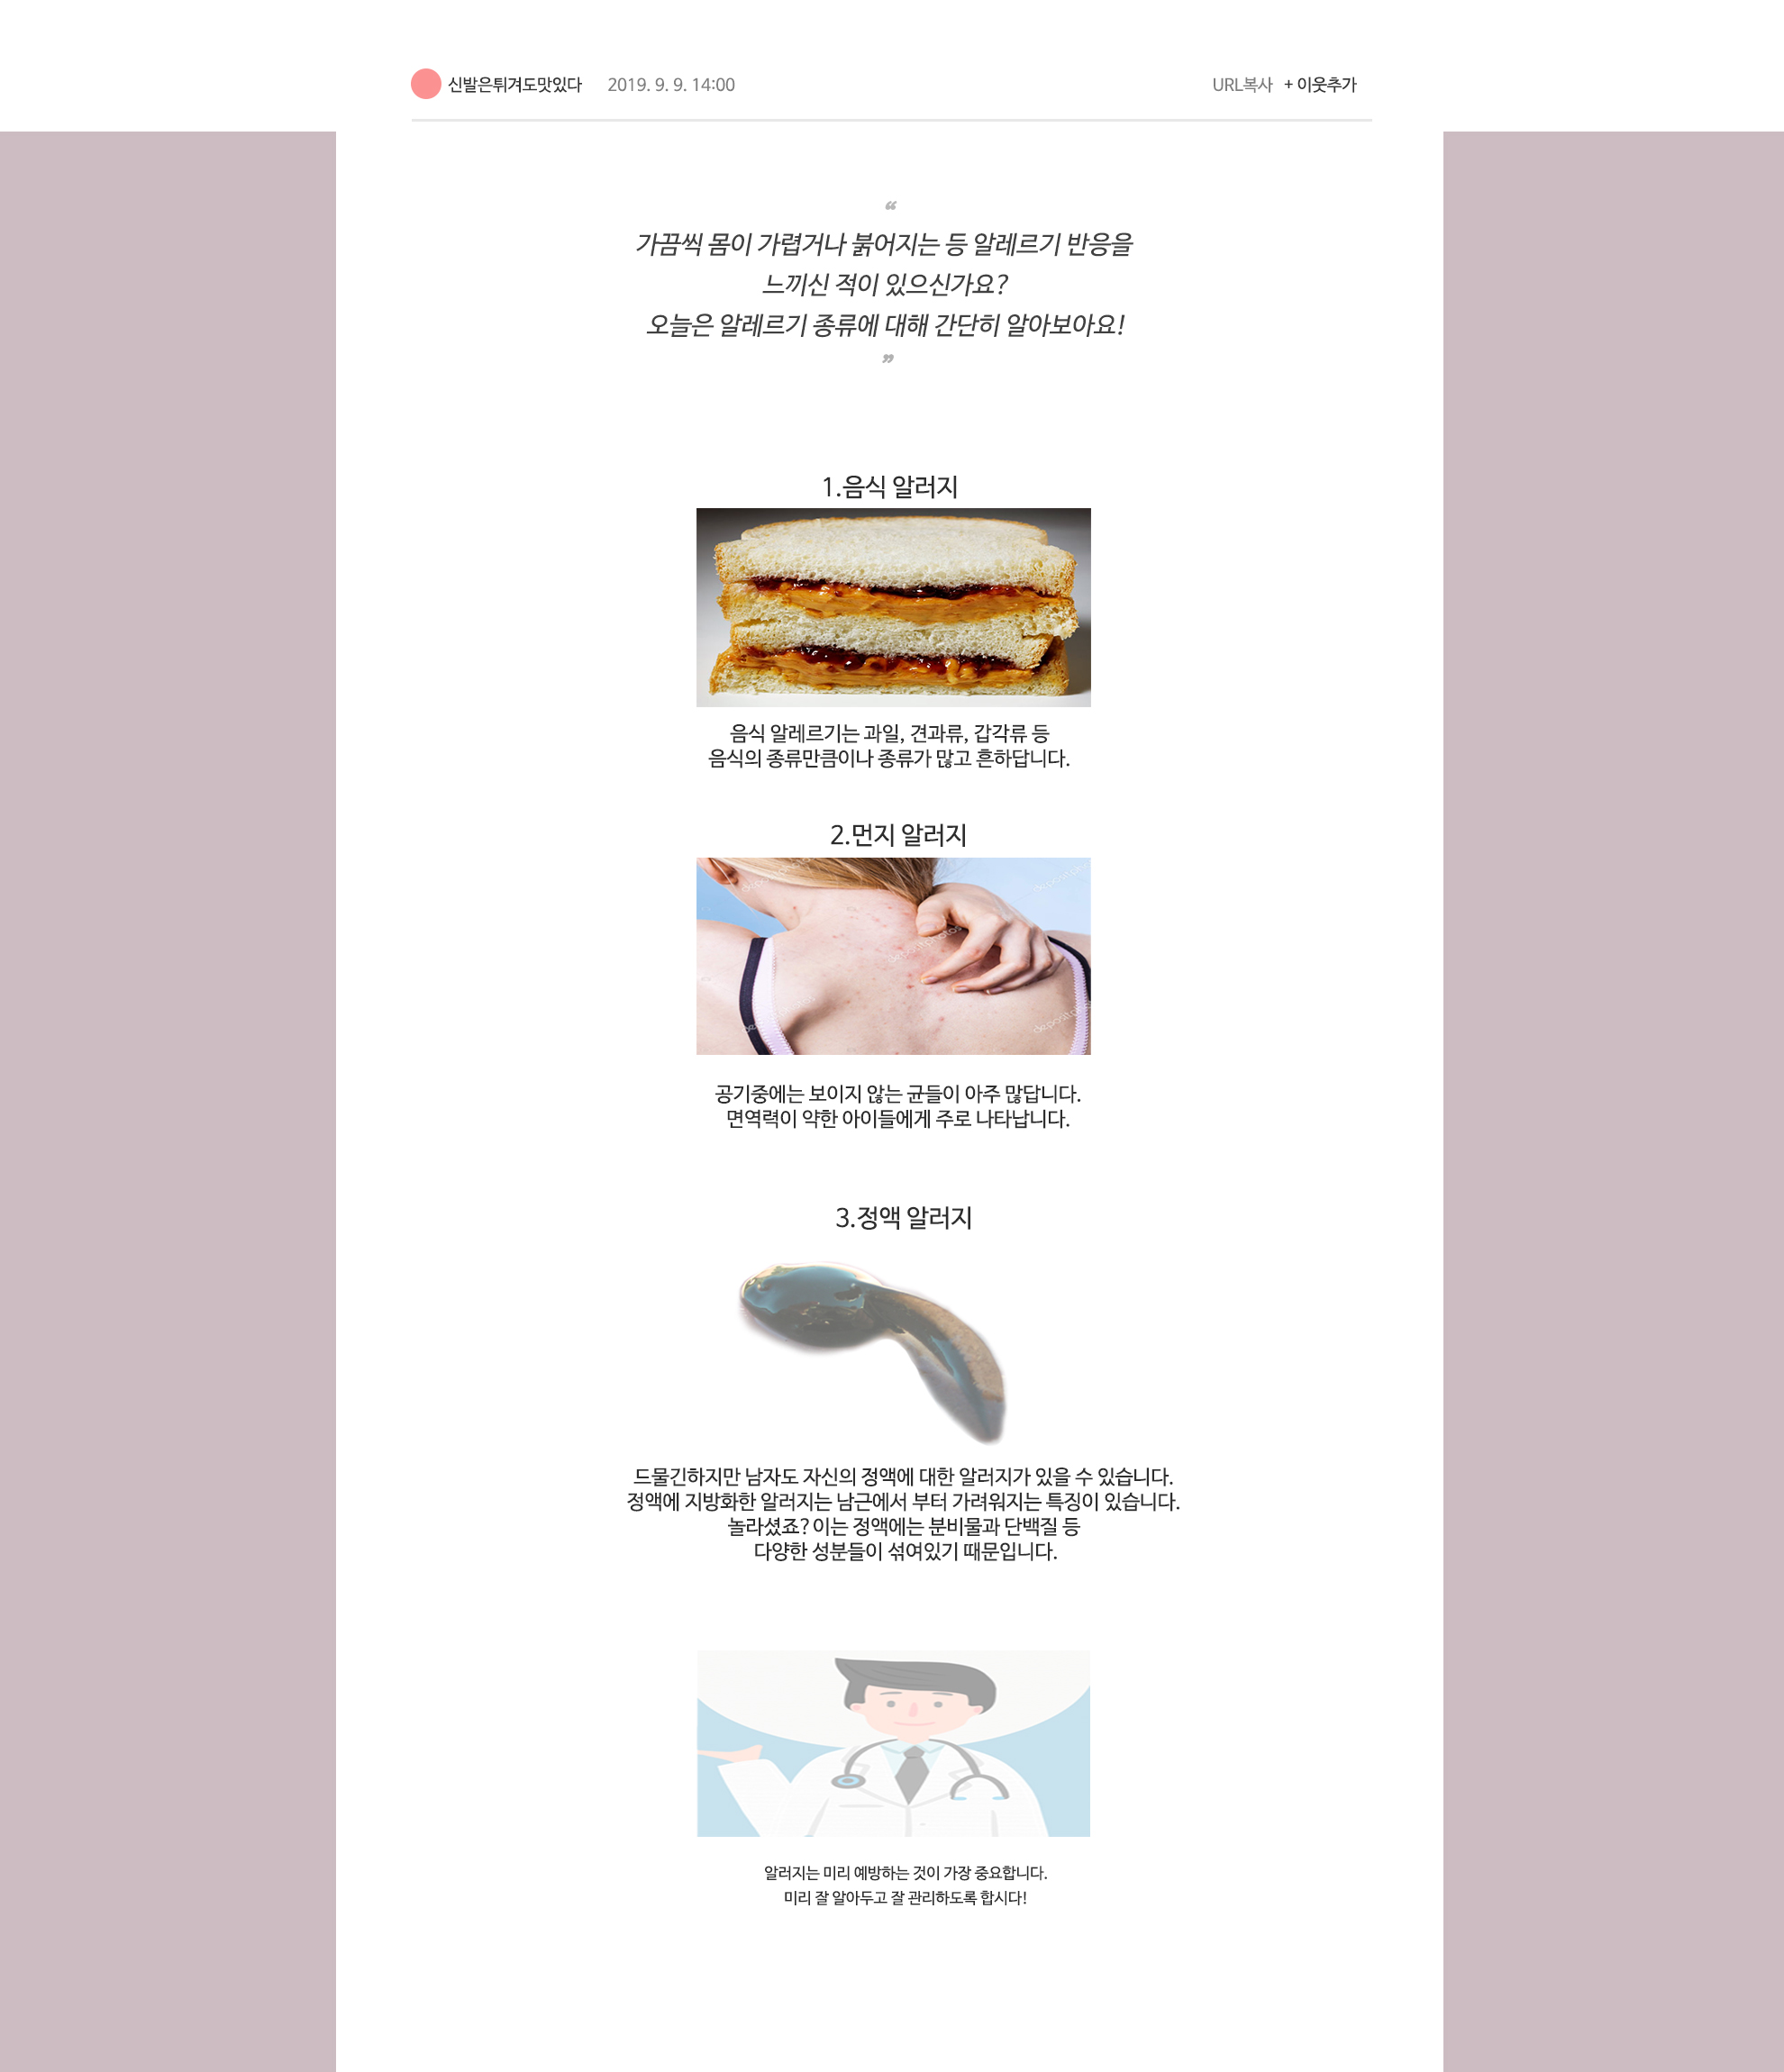 신발은튀겨도맛있다 2019. 9. 9. 14:00 URL복사 + 이웃추가
“
가끔씩 몸이 가렵거나 붉어지는 등 알레르기 반응을
느끼신 적이 있으신가요?
오늘은 알레르기 종류에 대해 간단히 알아보아요!
”
1.음식 알러지
음식 알레르기는 과일, 견과류, 갑각류 등
음식의 종류만큼이나 종류가 많고 흔하답니다.
2.먼지 알러지
depositphotos
공기중에는 보이지 않는 균들이 아주 많답니다.
면역력이 약한 아이들에게 주로 나타납니다.
3.정액 알러지
드물긴하지만 남자도 자신의 정액에 대한 알러지가 있을 수 있습니다.
정액에 지방화한 알러지는 남근에서 부터 가려워지는 특징이 있습니다.
놀라셨죠? 이는 정액에는 분비물과 단백질 등
다양한 성분들이 섞여있기 때문입니다.
알러지는 미리 예방하는 것이 가장 중요합니다.
미리 잘 알아두고 잘 관리하도록 합시다!